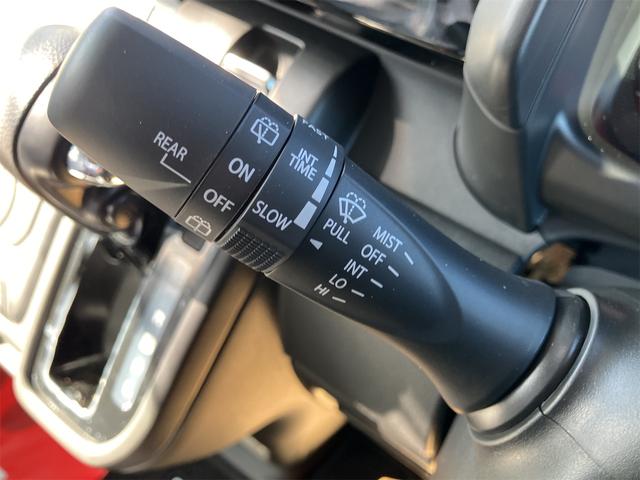 REAR
ON
OFF
FAST
INT
TIME
SLOW
PULL
MIST
OFF
INT
LO
HI